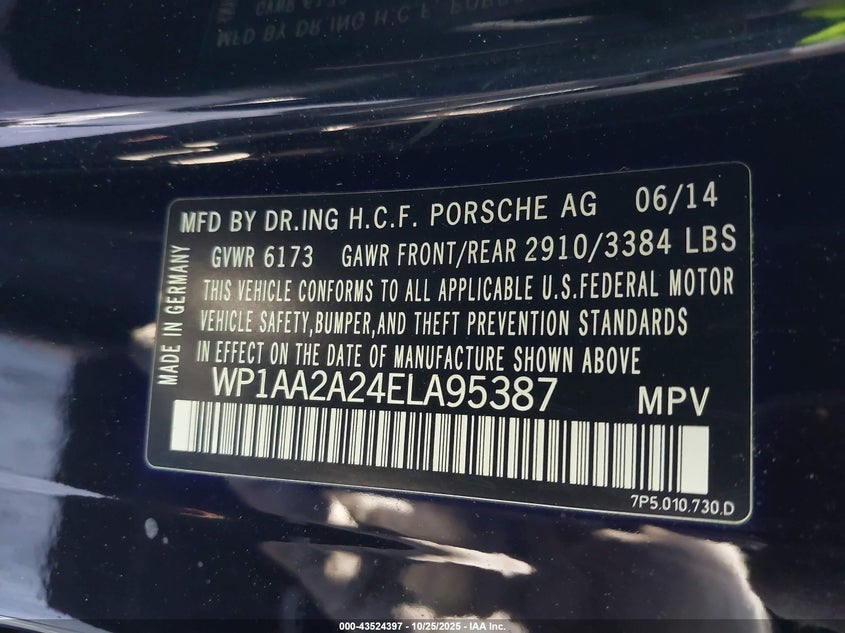 MFD BY DR.ING H.C.F. PORSCHE AG 06/14
GVWR 6173 GAWR FRONT/REAR 2910/3384 LBS
THIS VEHICLE CONFORMS TO ALL APPLICABLE U.S.FEDERAL MOTOR
VEHICLE SAFETY,BUMPER,AND THEFT PREVENTION STANDARDS
IN EFFECT ON THE DATE OF MANUFACTURE SHOWN ABOVE
MADE IN GERMANY
WP1AA2A24ELA95387 MPV
7P5.010.730.D
000-43524397 - 10/25/2025 - IAA Inc.